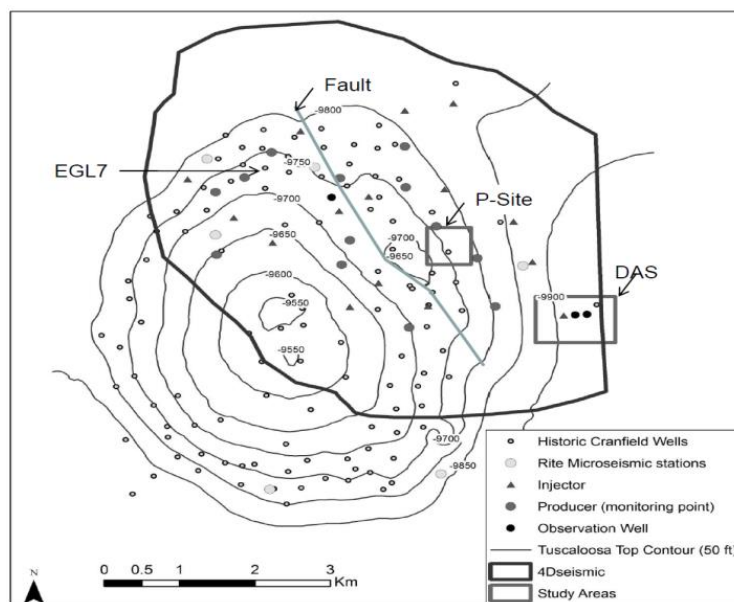 Fault
-9800
EGL7
-9750
-9700
P-Site
-9650
-9700
-9650
-9600
DAS
-9900
-9550
-9550
-9700
-9850
Historic Cranfield Wells
Rite Microseismic stations
Injector
Producer (monitoring point)
Observation Well
Tuscaloosa Top Contour (50 ft)
4Dseismic
Study Areas
N
0 0.5 1 2 3
Km